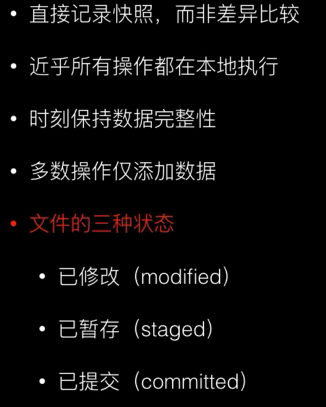 • 直接记录快照，而非差异比较
• 近乎所有操作都在本地执行
• 时刻保持数据完整性
• 多数操作仅添加数据
• 文件的三种状态
• 已修改（modified）
• 已暂存（staged）
• 已提交（committed）